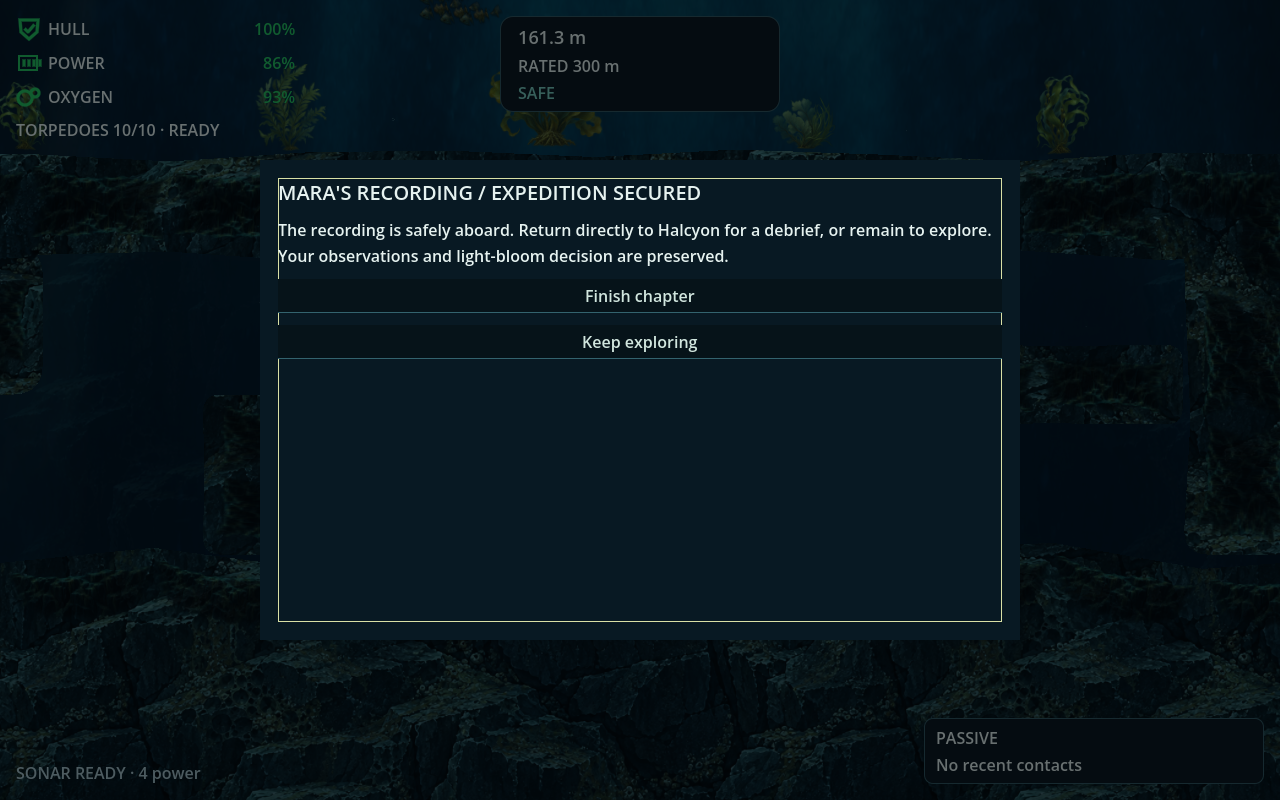 HULL 100%
POWER 86%
OXYGEN 93%
TORPEDOES 10/10 · READY
161.3 m
RATED 300 m
SAFE
MARA'S RECORDING / EXPEDITION SECURED
The recording is safely aboard. Return directly to Halcyon for a debrief, or remain to explore.
Your observations and light-bloom decision are preserved.
Finish chapter
Keep exploring
PASSIVE
No recent contacts
SONAR READY · 4 power